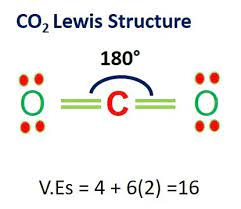 CO₂ Lewis Structure
180°
O = C = O
V.Es = 4 + 6(2) =16